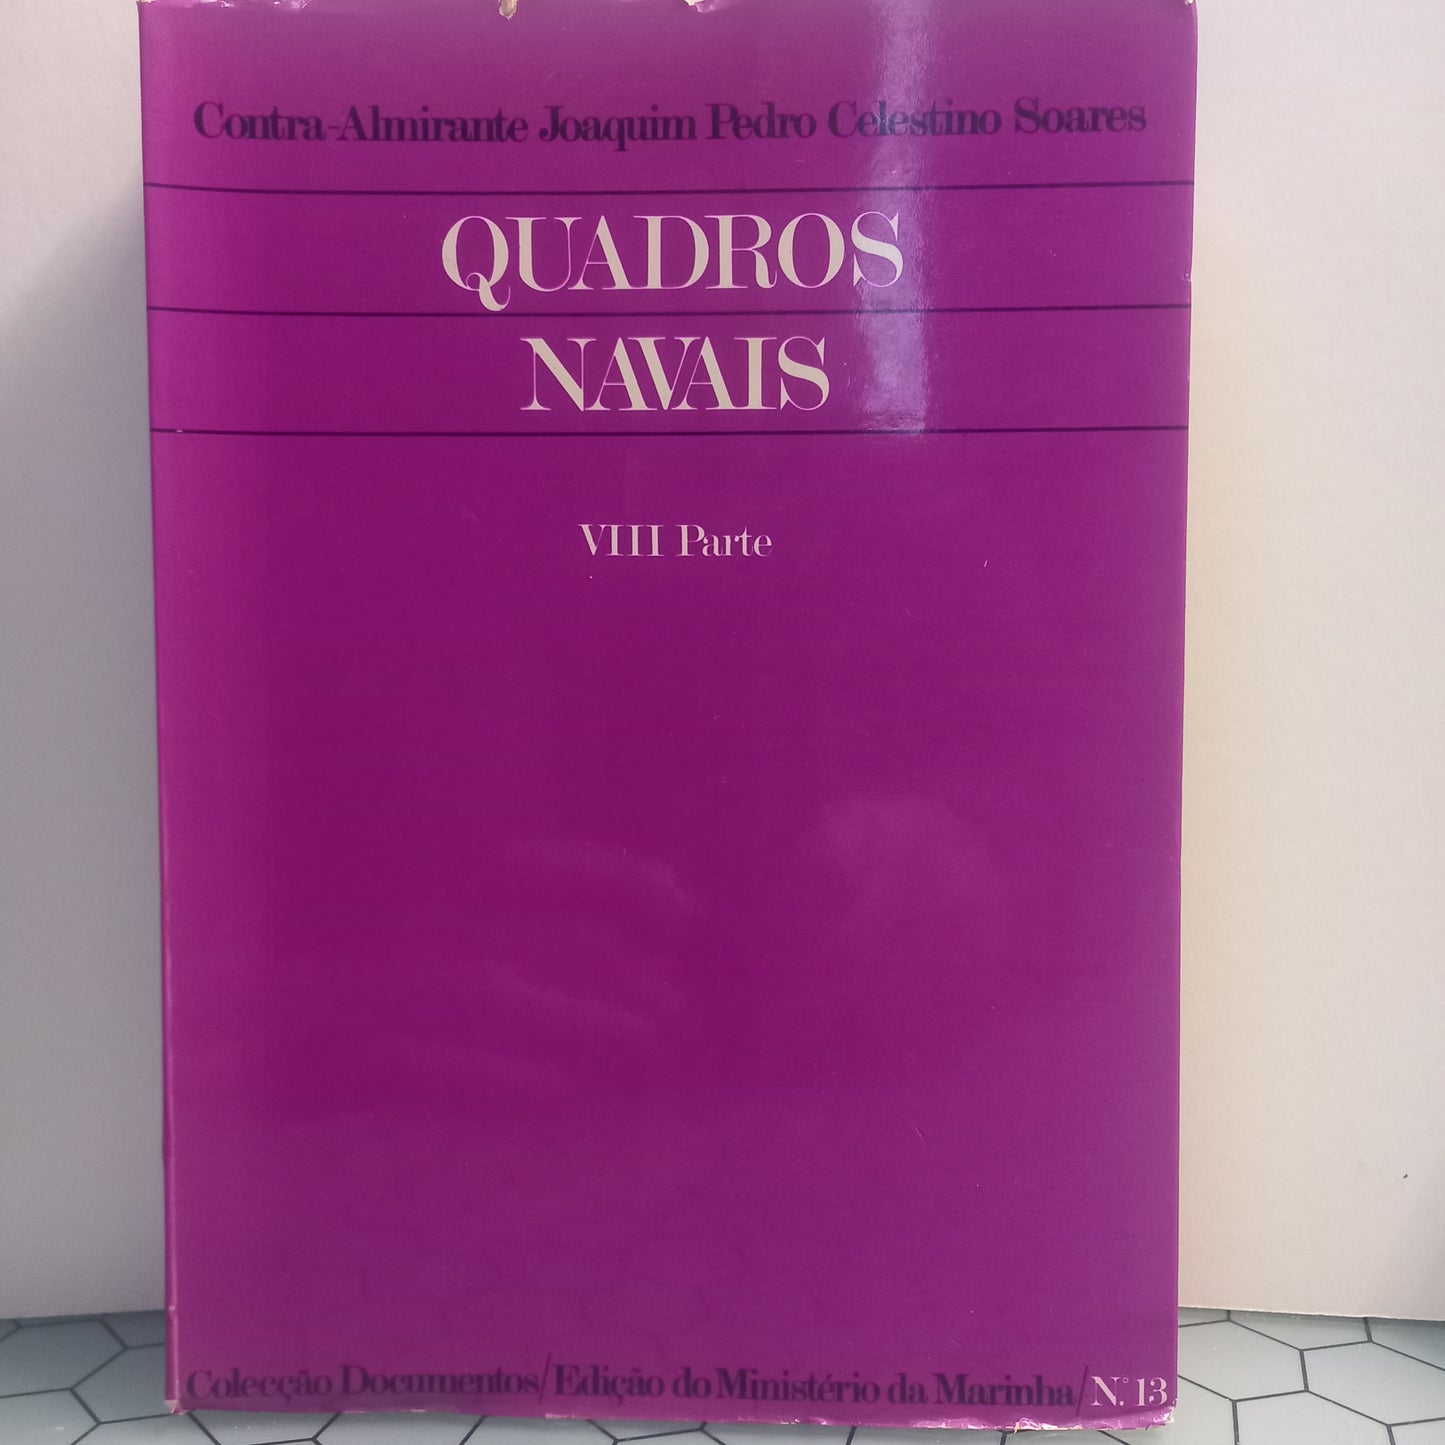 Contra-Almirante Joaquim Pedro Celestino Soares
QUADROS
NAVAIS
VIII Parte
Colecção Documentos/Edição do Ministério da Marinha/N.º 13